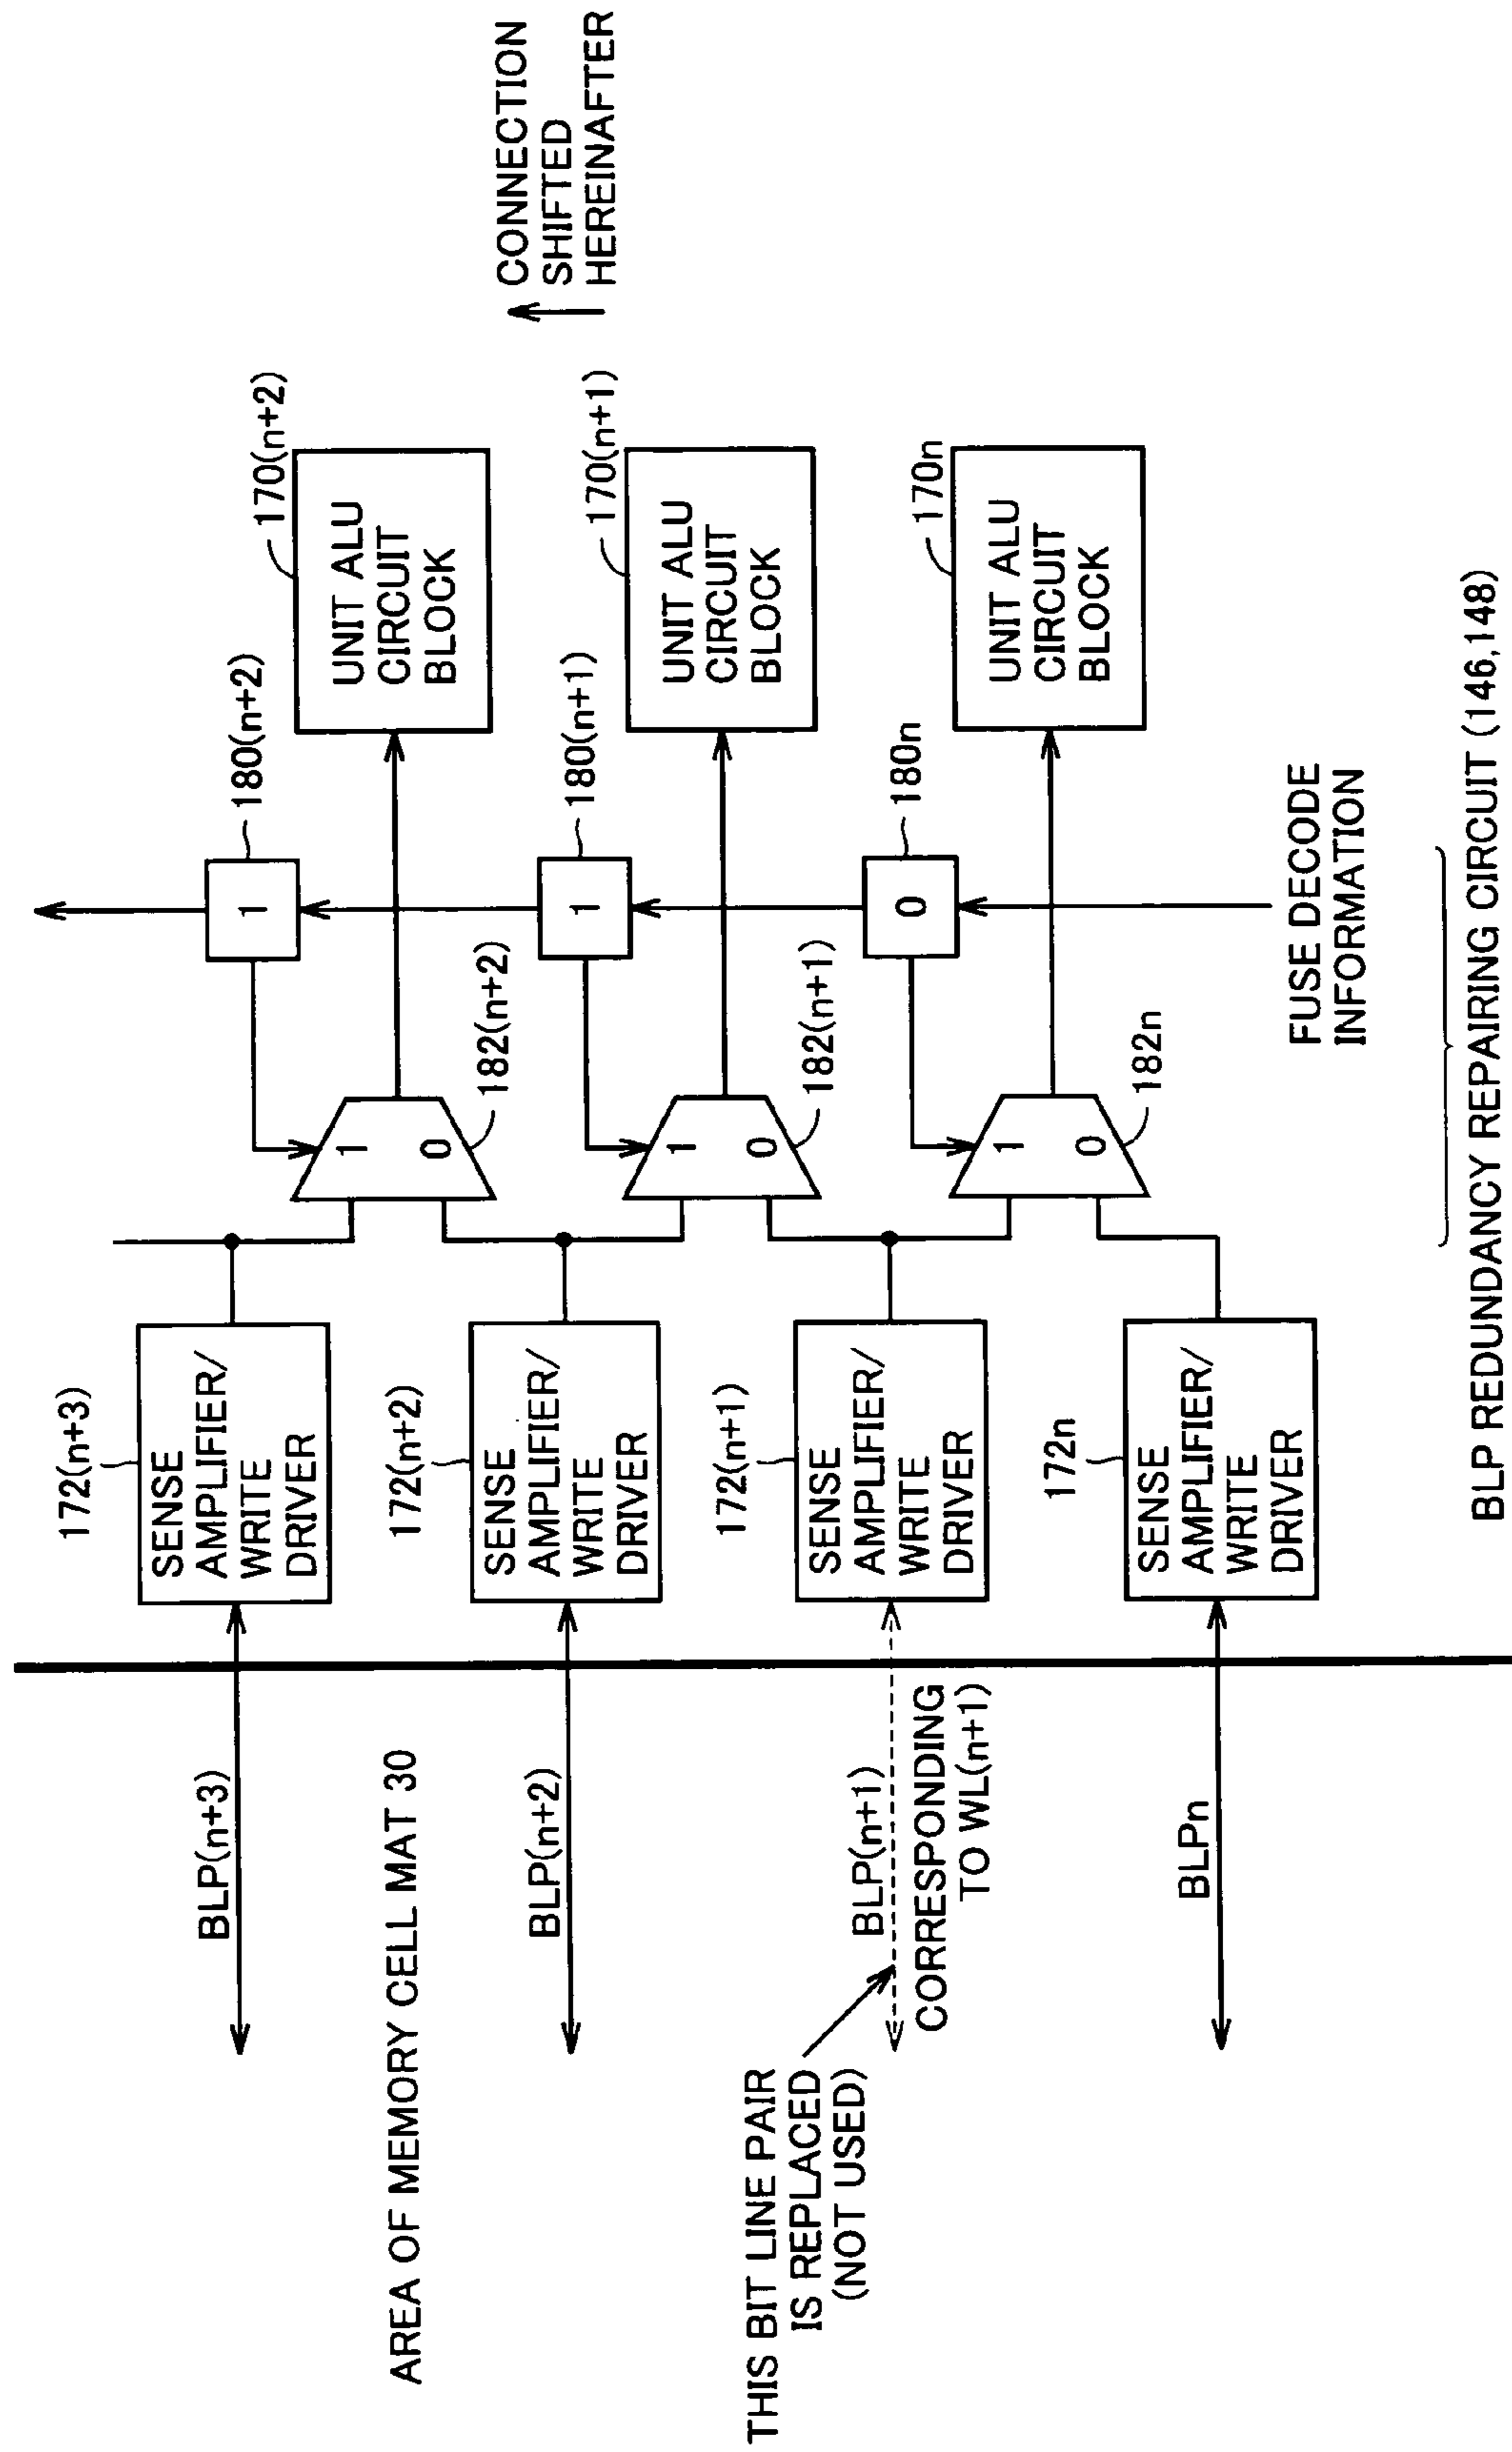 CONNECTION
SHIFTED
HEREINAFTER
170(n+2)
UNIT ALU
CIRCUIT
BLOCK
170(n+1)
UNIT ALU
CIRCUIT
BLOCK
170n
UNIT ALU
CIRCUIT
BLOCK
180(n+2)
1
180(n+1)
1
180n
0
FUSE DECODE
INFORMATION
182(n+2)
1
0
182(n+1)
1
0
182n
1
0
BLP REDUNDANCY REPAIRING CIRCUIT (146,148)
172(n+3)
SENSE
AMPLIFIER/
WRITE
DRIVER
172(n+2)
SENSE
AMPLIFIER/
WRITE
DRIVER
172(n+1)
SENSE
AMPLIFIER/
WRITE
DRIVER
172n
SENSE
AMPLIFIER/
WRITE
DRIVER
BLP(n+3)
AREA OF MEMORY CELL MAT 30
BLP(n+2)
BLP(n+1)
CORRESPONDING
TO WL(n+1)
BLPn
THIS BIT LINE PAIR
IS REPLACED
(NOT USED)